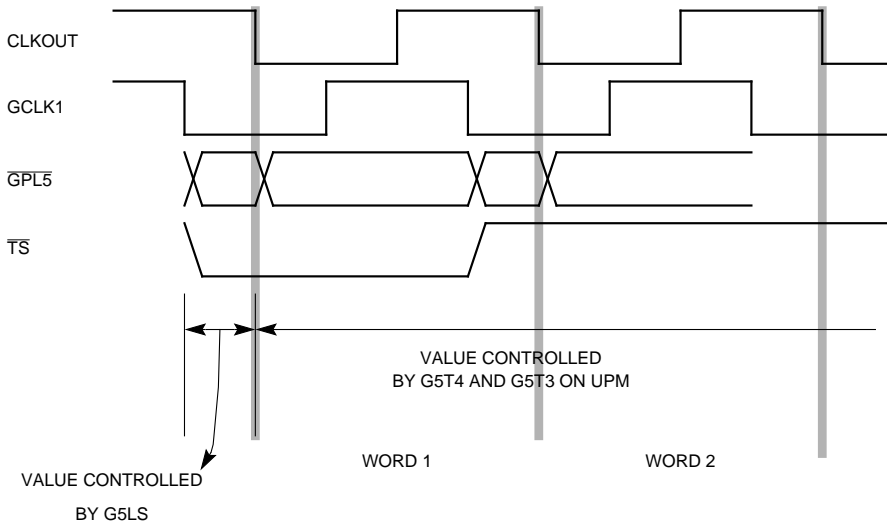 CLKOUT
GCLK1
GPL5
TS
VALUE CONTROLLED
BY G5T4 AND G5T3 ON UPM
WORD 1
WORD 2
VALUE CONTROLLED
BY G5LS